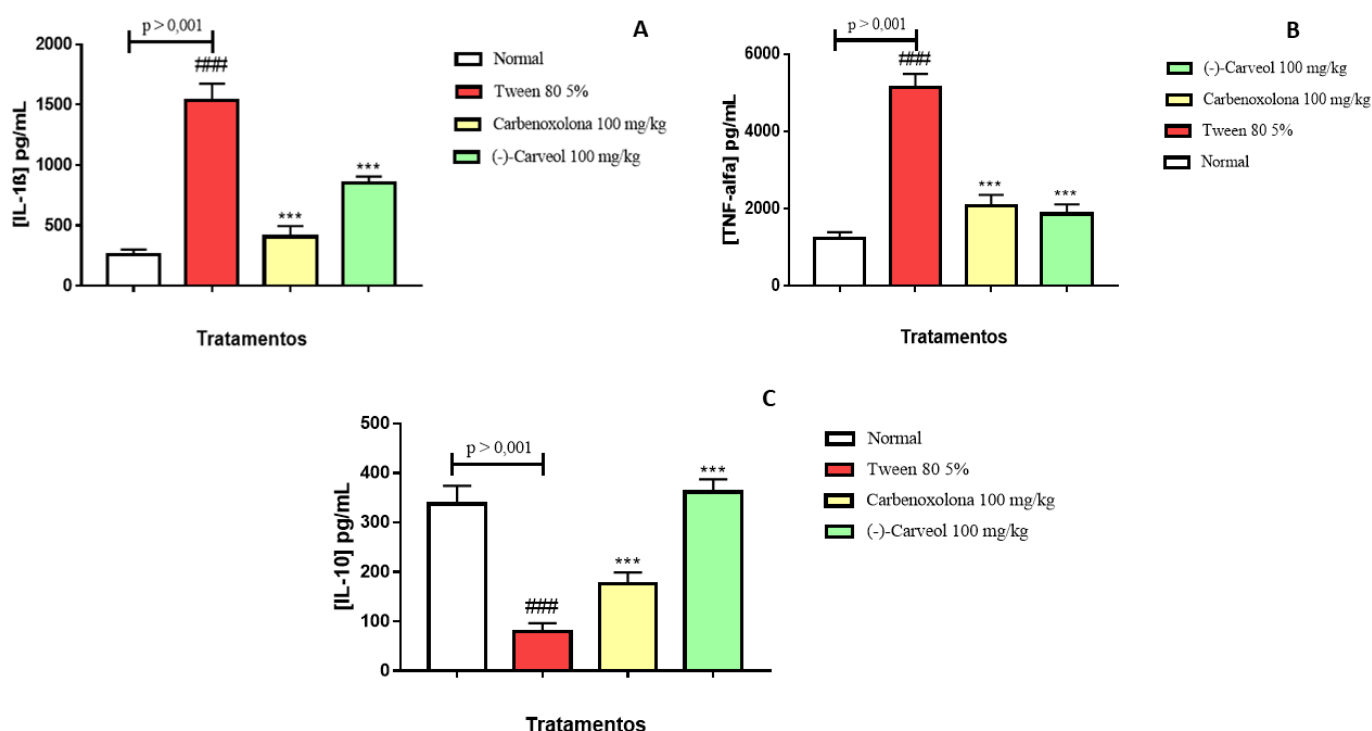 A
p > 0,001
###
***
***
2000
1500
1000
500
0
[IL-1ß] pg/mL
Tratamentos
Normal
Tween 80 5%
Carbenoxolona 100 mg/kg
(-)-Carveol 100 mg/kg
B
p > 0,001
###
***
***
6000
4000
2000
0
[TNF-alfa] pg/mL
Tratamentos
(-)-Carveol 100 mg/kg
Carbenoxolona 100 mg/kg
Tween 80 5%
Normal
C
p > 0,001
###
***
***
500
400
300
200
100
0
[IL-10] pg/mL
Tratamentos
Normal
Tween 80 5%
Carbenoxolona 100 mg/kg
(-)-Carveol 100 mg/kg